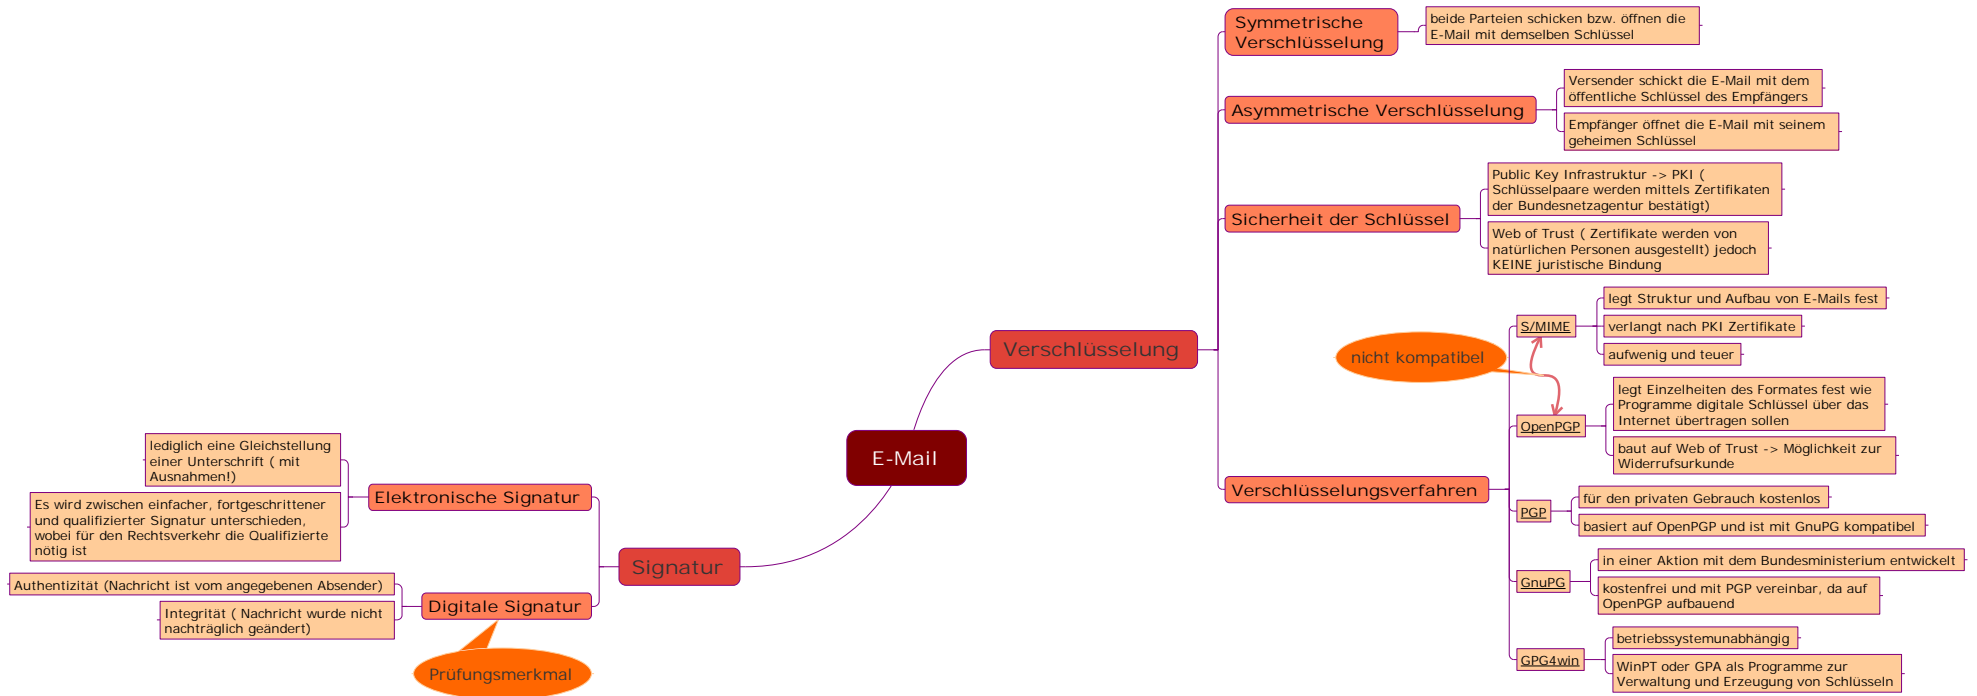 Symmetrische
Verschlüsselung
beide Parteien schicken bzw. öffnen die
E-Mail mit demselben Schlüssel
Asymmetrische Verschlüsselung
Versender schickt die E-Mail mit dem
öffentliche Schlüssel des Empfängers
Empfänger öffnet die E-Mail mit seinem
geheimen Schlüssel
Sicherheit der Schlüssel
Public Key Infrastruktur -> PKI (
Schlüsselpaare werden mittels Zertifikaten
der Bundesnetzagentur bestätigt)
Web of Trust ( Zertifikate werden von
natürlichen Personen ausgestellt) jedoch
KEINE juristische Bindung
Verschlüsselung
nicht kompatibel
S/MIME
legt Struktur und Aufbau von E-Mails fest
verlangt nach PKI Zertifikate
aufwenig und teuer
OpenPGP
legt Einzelheiten des Formates fest wie
Programme digitale Schlüssel über das
Internet übertragen sollen
baut auf Web of Trust -> Möglichkeit zur
Widerrufsurkunde
Verschlüsselungsverfahren
PGP
für den privaten Gebrauch kostenlos
basiert auf OpenPGP und ist mit GnuPG kompatibel
GnuPG
in einer Aktion mit dem Bundesministerium entwickelt
kostenfrei und mit PGP vereinbar, da auf
OpenPGP aufbauend
GPG4win
betriebssystemunabhängig
WinPT oder GPA als Programme zur
Verwaltung und Erzeugung von Schlüsseln
E-Mail
Signatur
Elektronische Signatur
lediglich eine Gleichstellung
einer Unterschrift ( mit
Ausnahmen!)
Es wird zwischen einfacher, fortgeschrittener
und qualifizierter Signatur unterschieden,
wobei für den Rechtsverkehr die Qualifizierte
nötig ist
Digitale Signatur
Authentizität (Nachricht ist vom angegebenen Absender)
Integrität ( Nachricht wurde nicht
nachträglich geändert)
Prüfungsmerkmal